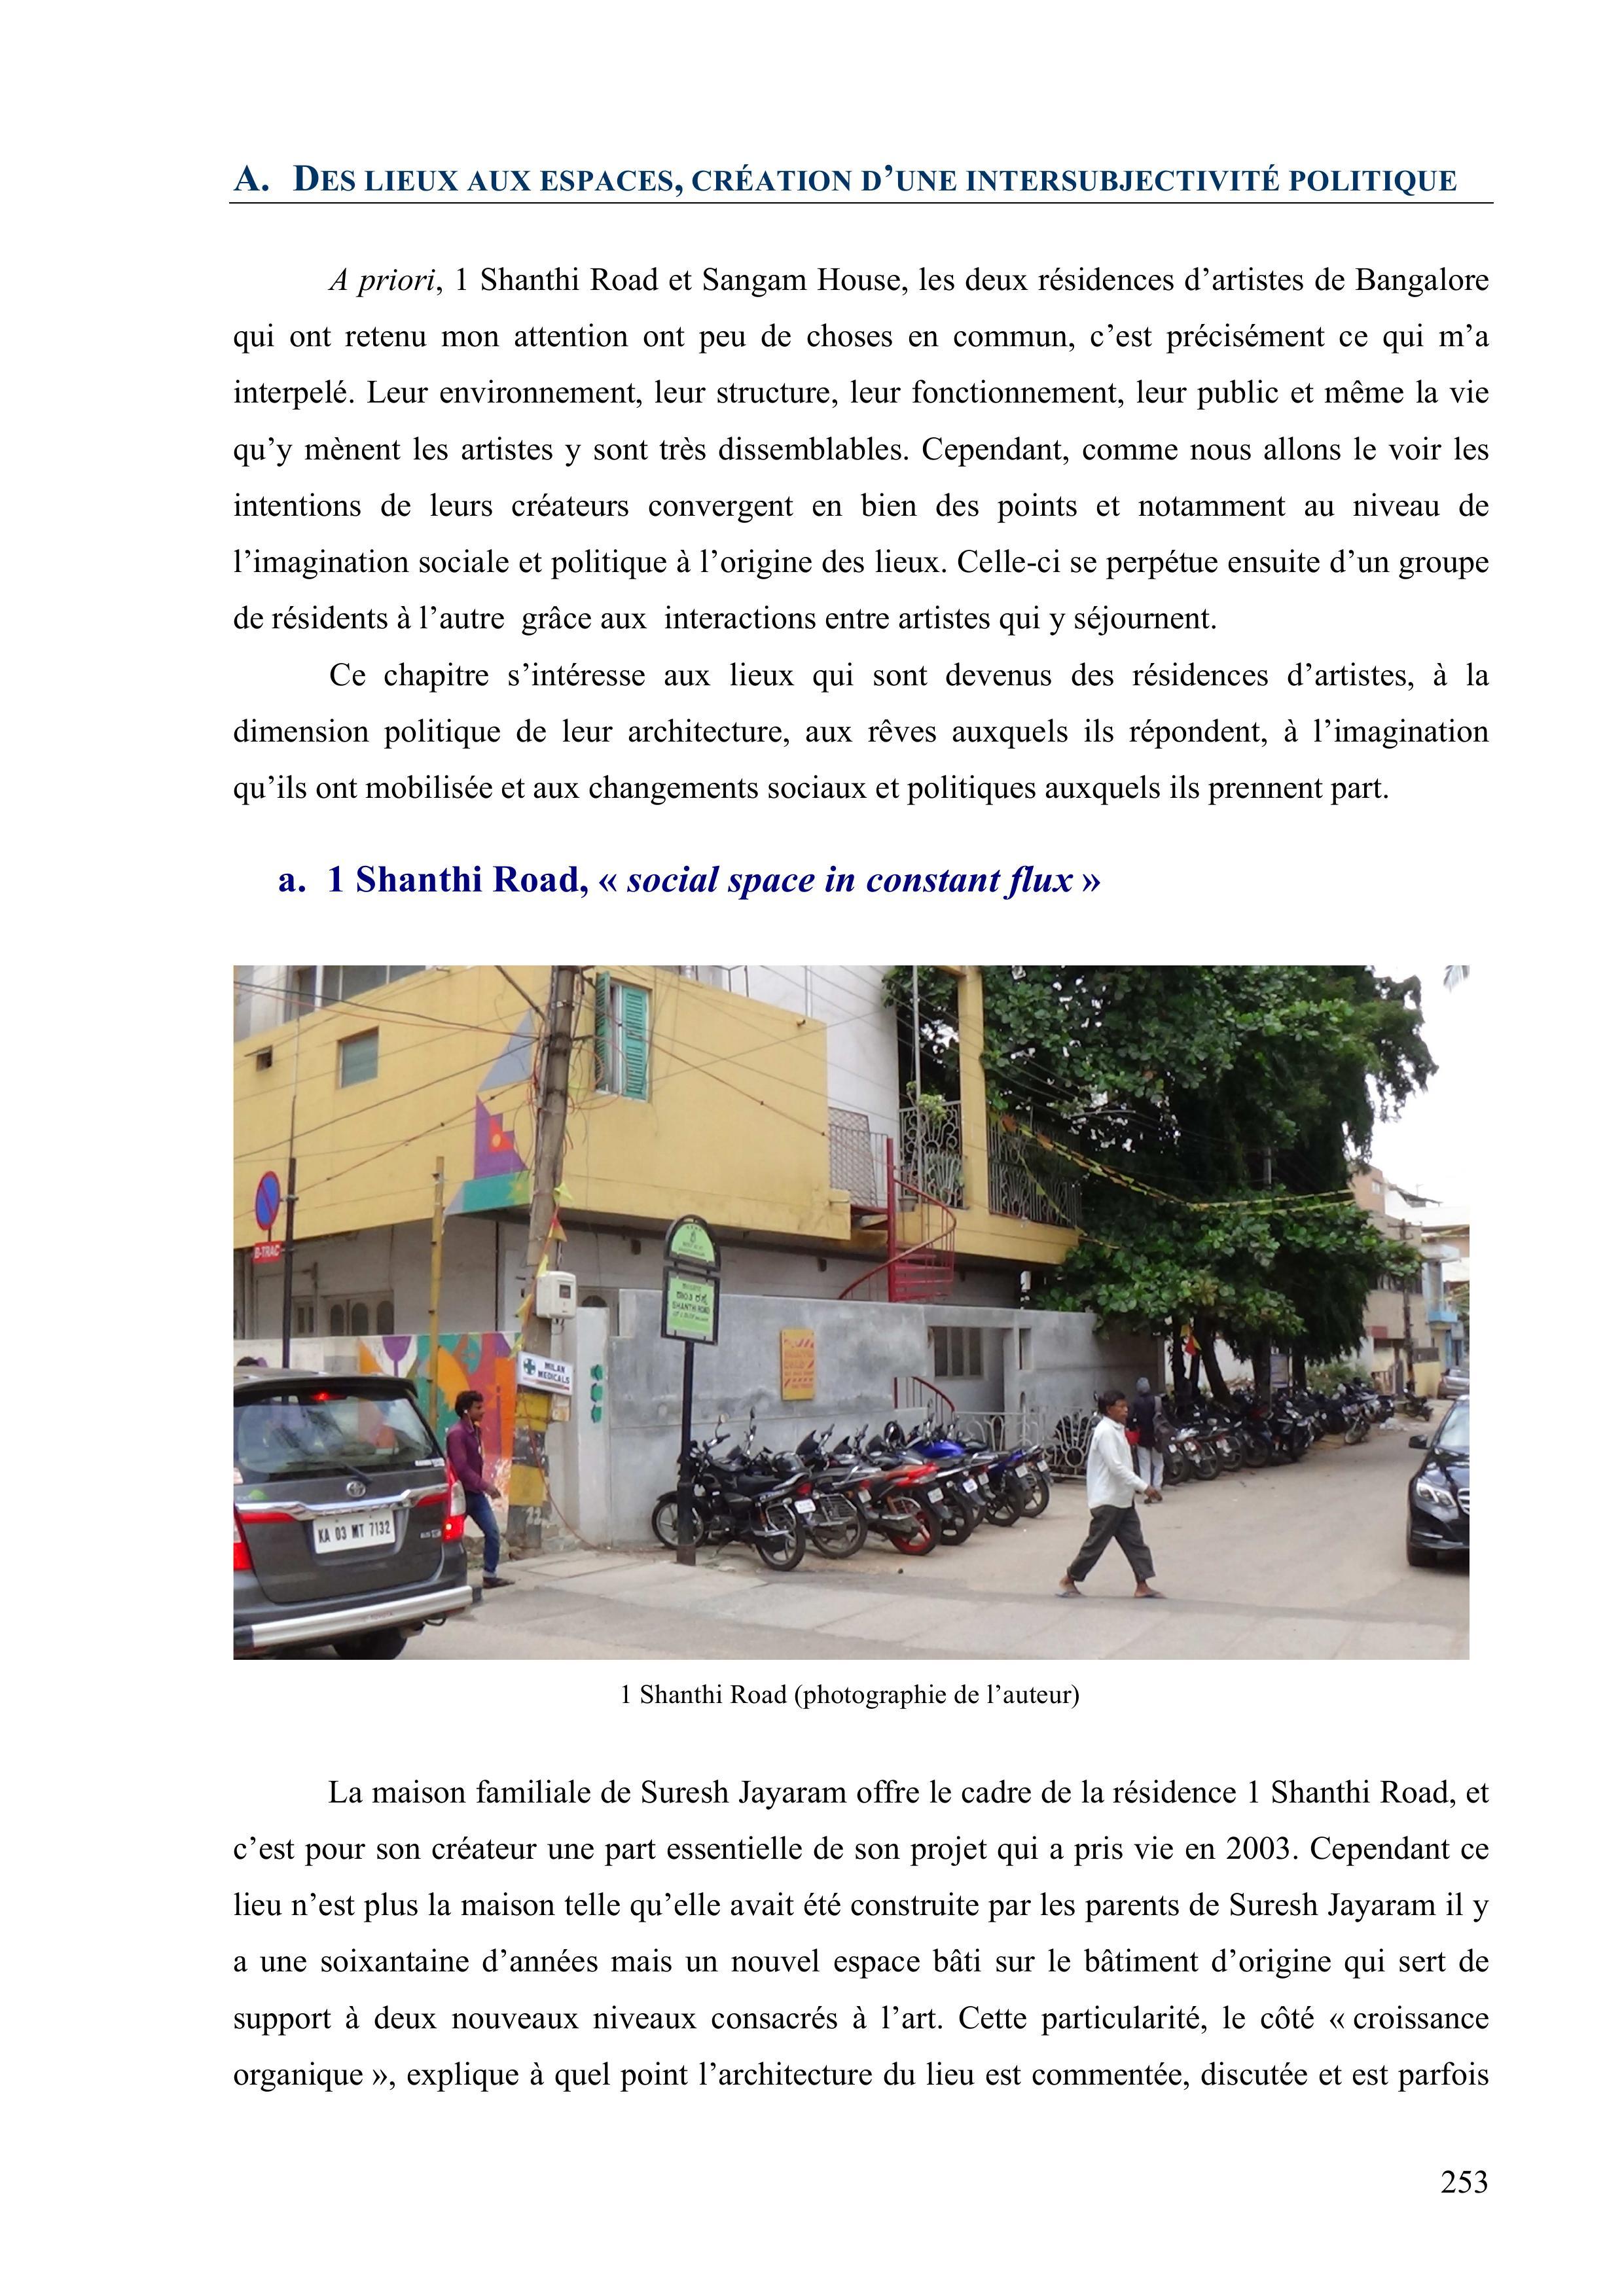 A. DES LIEUX AUX ESPACES, CRÉATION D’UNE INTERSUBJECTIVITÉ POLITIQUE
A priori, 1 Shanthi Road et Sangam House, les deux résidences d’artistes de Bangalore
qui ont retenu mon attention ont peu de choses en commun, c’est précisément ce qui m’a
interpelé. Leur environnement, leur structure, leur fonctionnement, leur public et même la vie
qu’y mènent les artistes y sont très dissemblables. Cependant, comme nous allons le voir les
intentions de leurs créateurs convergent en bien des points et notamment au niveau de
l’imagination sociale et politique à l’origine des lieux. Celle-ci se perpétue ensuite d’un groupe
de résidents à l’autre grâce aux interactions entre artistes qui y séjournent.
Ce chapitre s’intéresse aux lieux qui sont devenus des résidences d’artistes, à la
dimension politique de leur architecture, aux rêves auxquels ils répondent, à l’imagination
qu’ils ont mobilisée et aux changements sociaux et politiques auxquels ils prennent part.
a. 1 Shanthi Road, « social space in constant flux »
B-TRAC
SHANTHI ROAD
MILAN
MEDICALS
KA 03 MT 7132
22
1 Shanthi Road (photographie de l’auteur)
La maison familiale de Suresh Jayaram offre le cadre de la résidence 1 Shanthi Road, et
c’est pour son créateur une part essentielle de son projet qui a pris vie en 2003. Cependant ce
lieu n’est plus la maison telle qu’elle avait été construite par les parents de Suresh Jayaram il y
a une soixantaine d’années mais un nouvel espace bâti sur le bâtiment d’origine qui sert de
support à deux nouveaux niveaux consacrés à l’art. Cette particularité, le côté « croissance
organique », explique à quel point l’architecture du lieu est commentée, discutée et est parfois
253